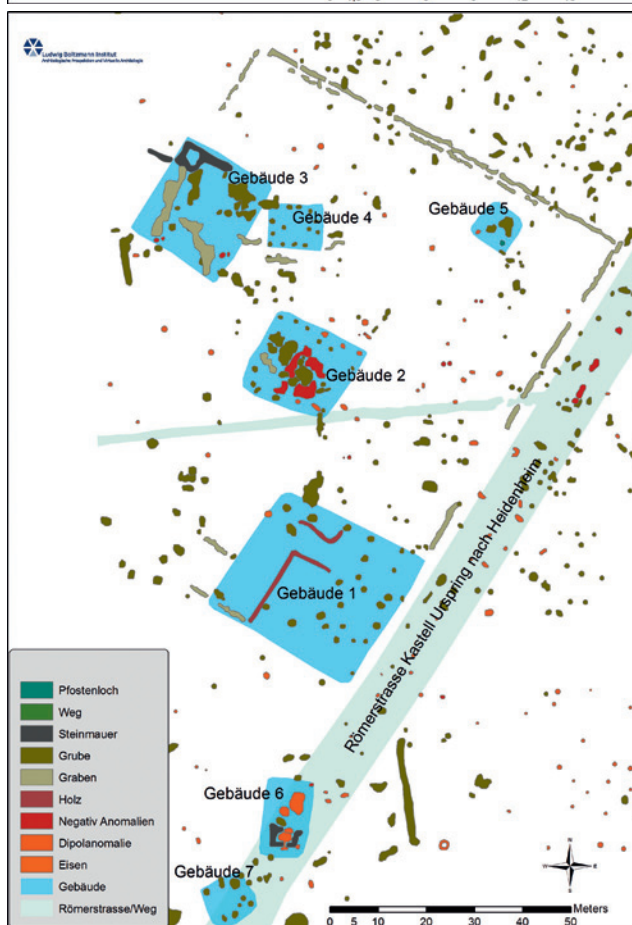 Ludwig Boltzmann Institut
Archäologische Prospektion und Virtuelle Archäologie
Gebäude 3
Gebäude 4
Gebäude 5
Gebäude 2
Gebäude 1
Römerstrasse Kastell Urspring nach Heidenheim
Gebäude 6
Gebäude 7
Pfostenloch
Weg
Steinmauer
Grube
Graben
Holz
Negativ Anomalien
Dipolanomalie
Eisen
Gebäude
Römerstrasse/Weg
N
W E
S
Meters
0 5 10 20 30 40 50